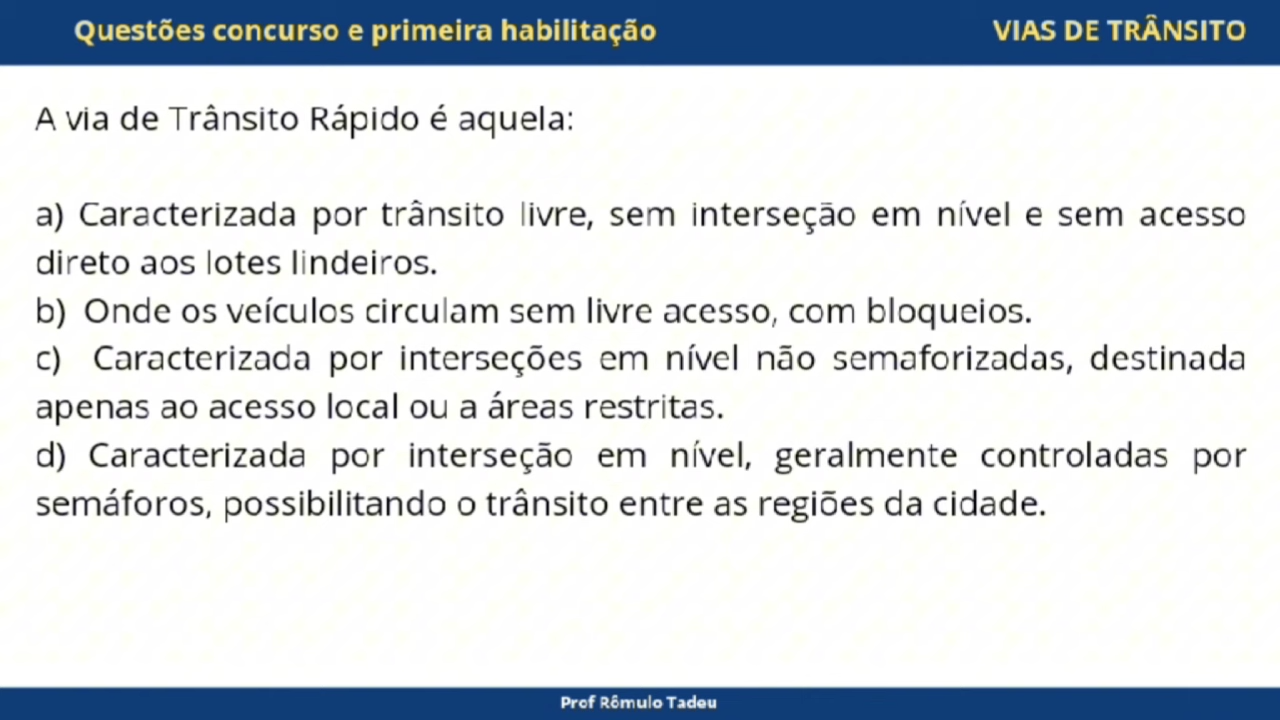 Questões concurso e primeira habilitação
VIAS DE TRÂNSITO
A via de Trânsito Rápido é aquela:
a) Caracterizada por trânsito livre, sem interseção em nível e sem acesso
direto aos lotes lindeiros.
b) Onde os veículos circulam sem livre acesso, com bloqueios.
c) Caracterizada por interseções em nível não semaforizadas, destinada
apenas ao acesso local ou a áreas restritas.
d) Caracterizada por interseção em nível, geralmente controladas por
semáforos, possibilitando o trânsito entre as regiões da cidade.
Prof Rômulo Tadeu